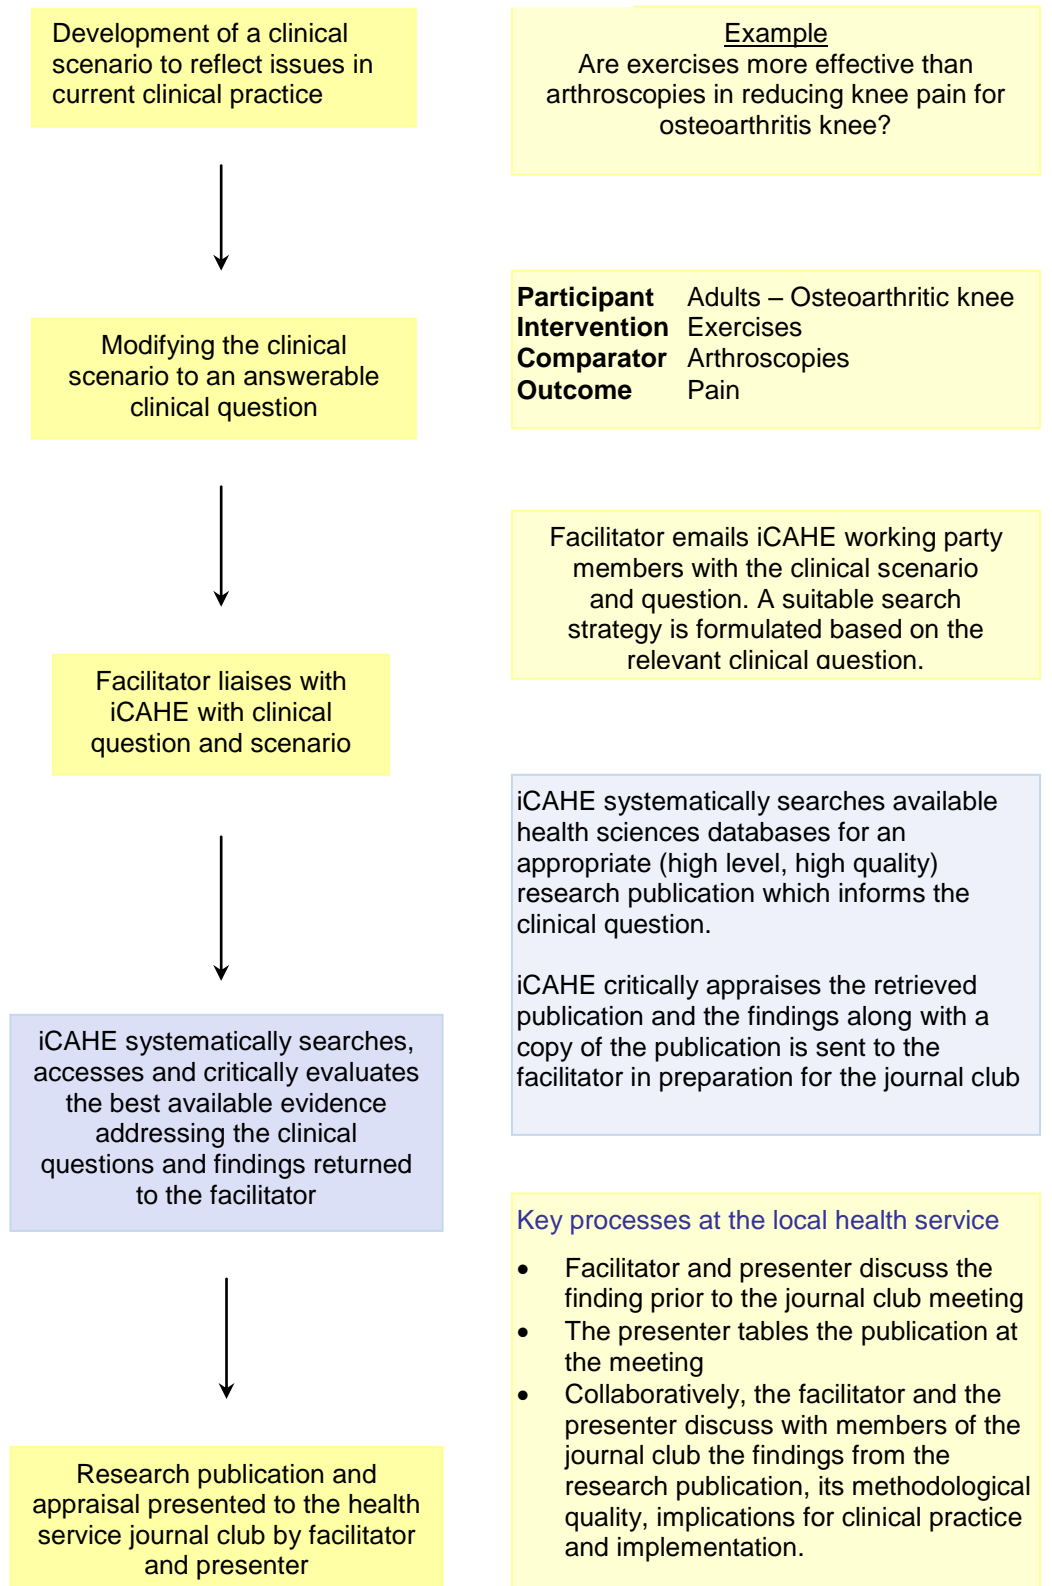 Development of a clinical
scenario to reflect issues in
current clinical practice
Example
Are exercises more effective than
arthroscopies in reducing knee pain for
osteoarthritis knee?
Modifying the clinical
scenario to an answerable
clinical question
Participant Adults – Osteoarthritic knee
Intervention Exercises
Comparator Arthroscopies
Outcome Pain
Facilitator liaises with
iCAHE with clinical
question and scenario
Facilitator emails iCAHE working party
members with the clinical scenario
and question. A suitable search
strategy is formulated based on the
relevant clinical question.
iCAHE systematically searches,
accesses and critically evaluates
the best available evidence
addressing the clinical
questions and findings returned
to the facilitator
iCAHE systematically searches available
health sciences databases for an
appropriate (high level, high quality)
research publication which informs the
clinical question.
iCAHE critically appraises the retrieved
publication and the findings along with a
copy of the publication is sent to the
facilitator in preparation for the journal club
Research publication and
appraisal presented to the health
service journal club by facilitator
and presenter
Key processes at the local health service
• Facilitator and presenter discuss the
finding prior to the journal club meeting
• The presenter tables the publication at
the meeting
• Collaboratively, the facilitator and the
presenter discuss with members of the
journal club the findings from the
research publication, its methodological
quality, implications for clinical practice
and implementation.